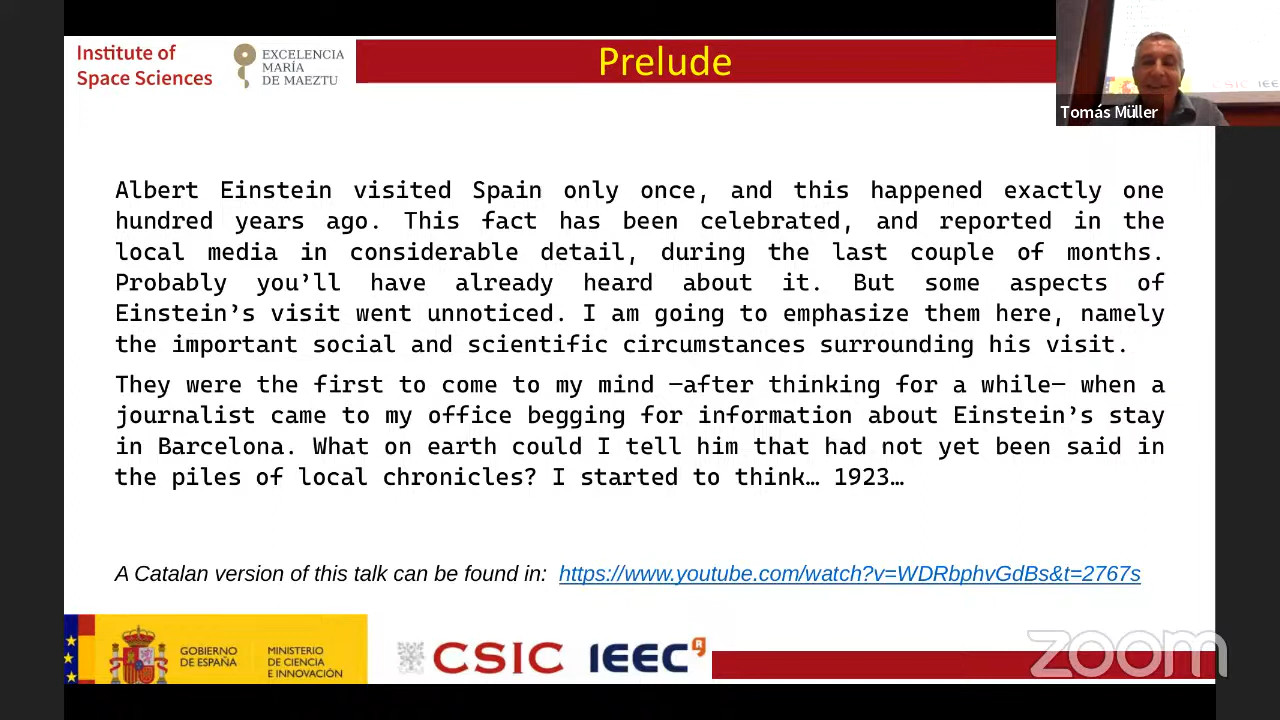 Institute of
Space Sciences
EXCELENCIA
MARÍA
DE MAEZTU
Prelude
Tomás Müller
CSIC IEE
Albert Einstein visited Spain only once, and this happened exactly one
hundred years ago. This fact has been celebrated, and reported in the
local media in considerable detail, during the last couple of months.
Probably you’ll have already heard about it. But some aspects of
Einstein’s visit went unnoticed. I am going to emphasize them here, namely
the important social and scientific circumstances surrounding his visit.
They were the first to come to my mind —after thinking for a while— when a
journalist came to my office begging for information about Einstein’s stay
in Barcelona. What on earth could I tell him that had not yet been said in
the piles of local chronicles? I started to think… 1923…
A Catalan version of this talk can be found in: https://www.youtube.com/watch?v=WDRbphvGdBs&t=2767s
GOBIERNO
DE ESPAÑA
MINISTERIO
DE CIENCIA
E INNOVACIÓN
CSIC
IEEC
zoom